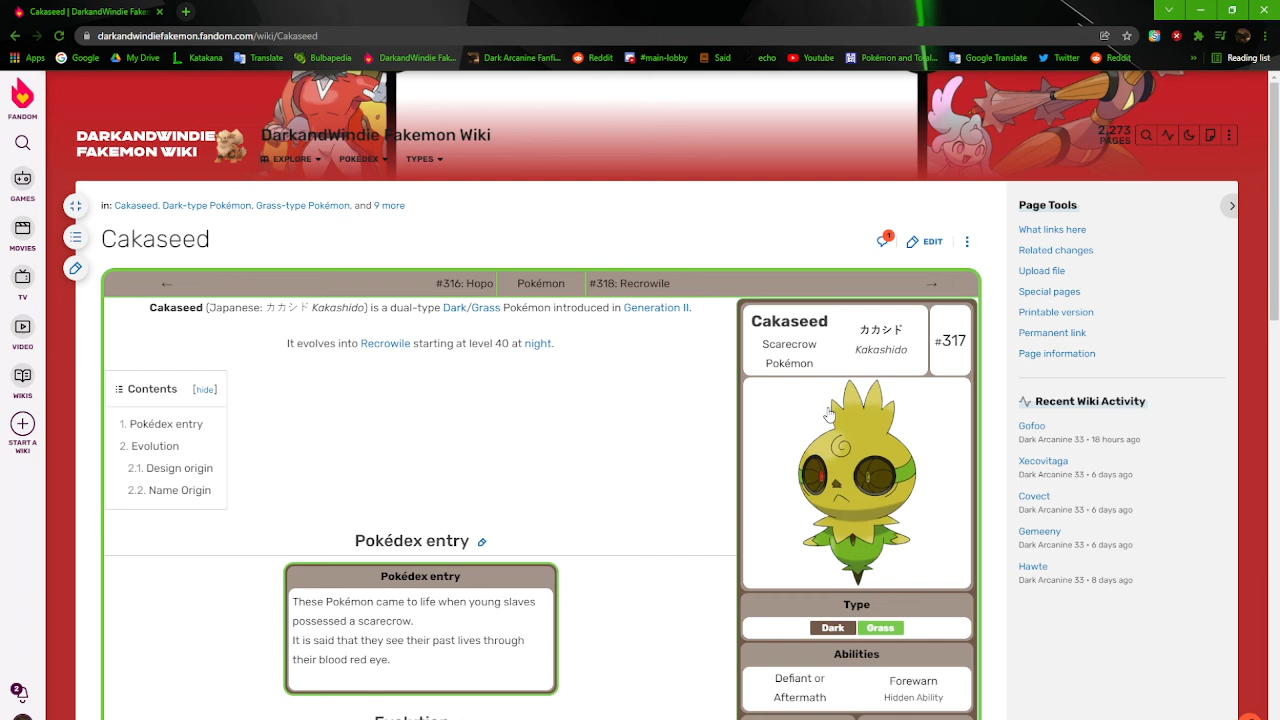 DarkandWindie Fakem
darkandwindiefakemon.fandom.com/wiki/Cakaseed
Apps Google My Drive Katakana Translate Bulbapedia DarkandWindie Fak... Dark Arcanine Fanfi... Reddit #main-lobby Said echo Youtube Pokémon and Total... Google Translate Twitter Reddit » Reading list
FANDOM
GAMES
MOVIES
TV
VIDEO
WIKIS
START A
WIKI
2
DARKANDWINDIE
FAKEMON WIKI
DarkandWindie Fakemon Wiki
EXPLORE POKÉDEX TYPES
2,273
PAGES
in: Cakaseed, Dark-type Pokémon, Grass-type Pokémon, and 9 more
Cakaseed
1
EDIT
← #316: Hopo Pokémon #318: Recrowile →
Cakaseed (Japanese: カカシド Kakashido) is a dual-type Dark/Grass Pokémon introduced in Generation II.
It evolves into Recrowile starting at level 40 at night.
Contents [hide]
1. Pokédex entry
2. Evolution
2.1. Design origin
2.2. Name Origin
Pokédex entry
Pokédex entry
These Pokémon came to life when young slaves
possessed a scarecrow.
It is said that they see their past lives through
their blood red eye.
Evolution
Cakaseed
Scarecrow
Pokémon
カカシド
Kakashido
#317
Type
Dark Grass
Abilities
Defiant or
Aftermath
Forewarn
Hidden Ability
Page Tools
What links here
Related changes
Upload file
Special pages
Printable version
Permanent link
Page information
Recent Wiki Activity
Gofoo
Dark Arcanine 33 • 18 hours ago
Xecovitaga
Dark Arcanine 33 • 6 days ago
Covect
Dark Arcanine 33 • 6 days ago
Gemeeny
Dark Arcanine 33 • 6 days ago
Hawte
Dark Arcanine 33 • 8 days ago